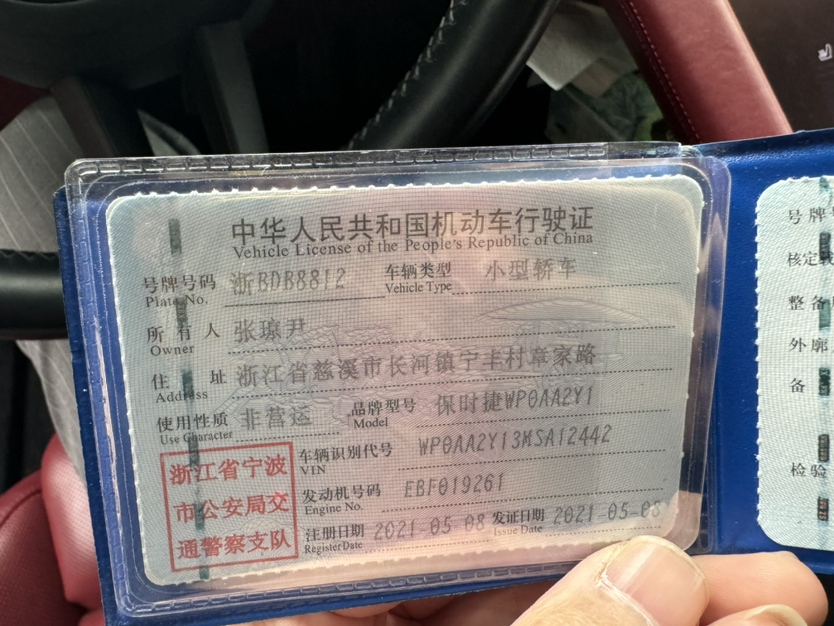 中华人民共和国机动车行驶证
Vehicle License of the People's Republic of China
号牌号码 浙BDB8812 车辆类型 小型轿车
Plate No. Vehicle Type
所有人 张琼尹
Owner
住址 浙江省慈溪市长河镇宁丰村章家路
Address
使用性质 非营运 品牌型号 保时捷WP0AA2Y1
Use Character Model
浙江省宁波
市公安局交
通警察支队
车辆识别代号 WP0AA2Y13MSA12442
VIN
发动机号码 EBF019261
Engine No.
注册日期 2021-05-08 发证日期 2021-05-08
Register Date Issue Date
号牌
核定
整备
外廓
备
检验